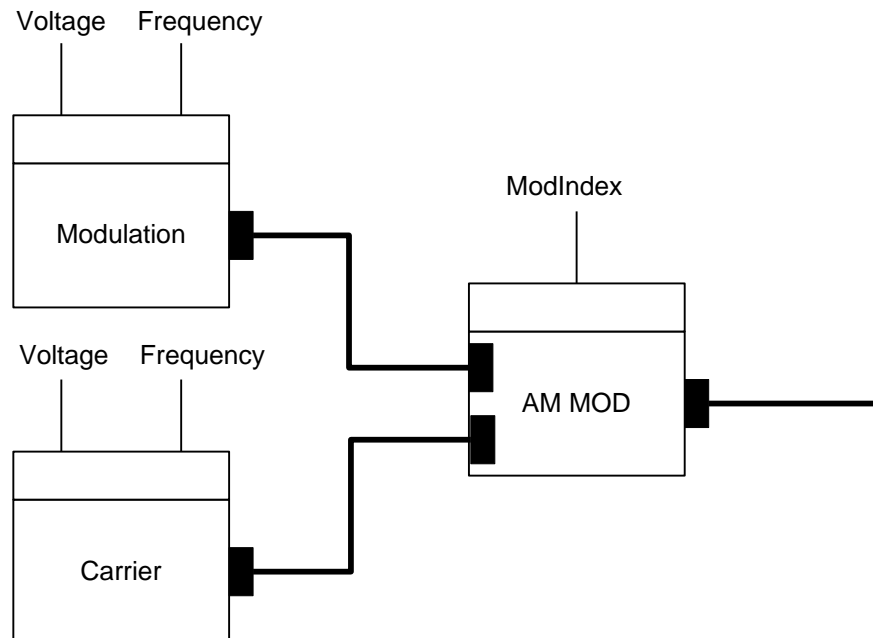 Voltage Frequency
Modulation
ModIndex
Voltage Frequency
AM MOD
Carrier